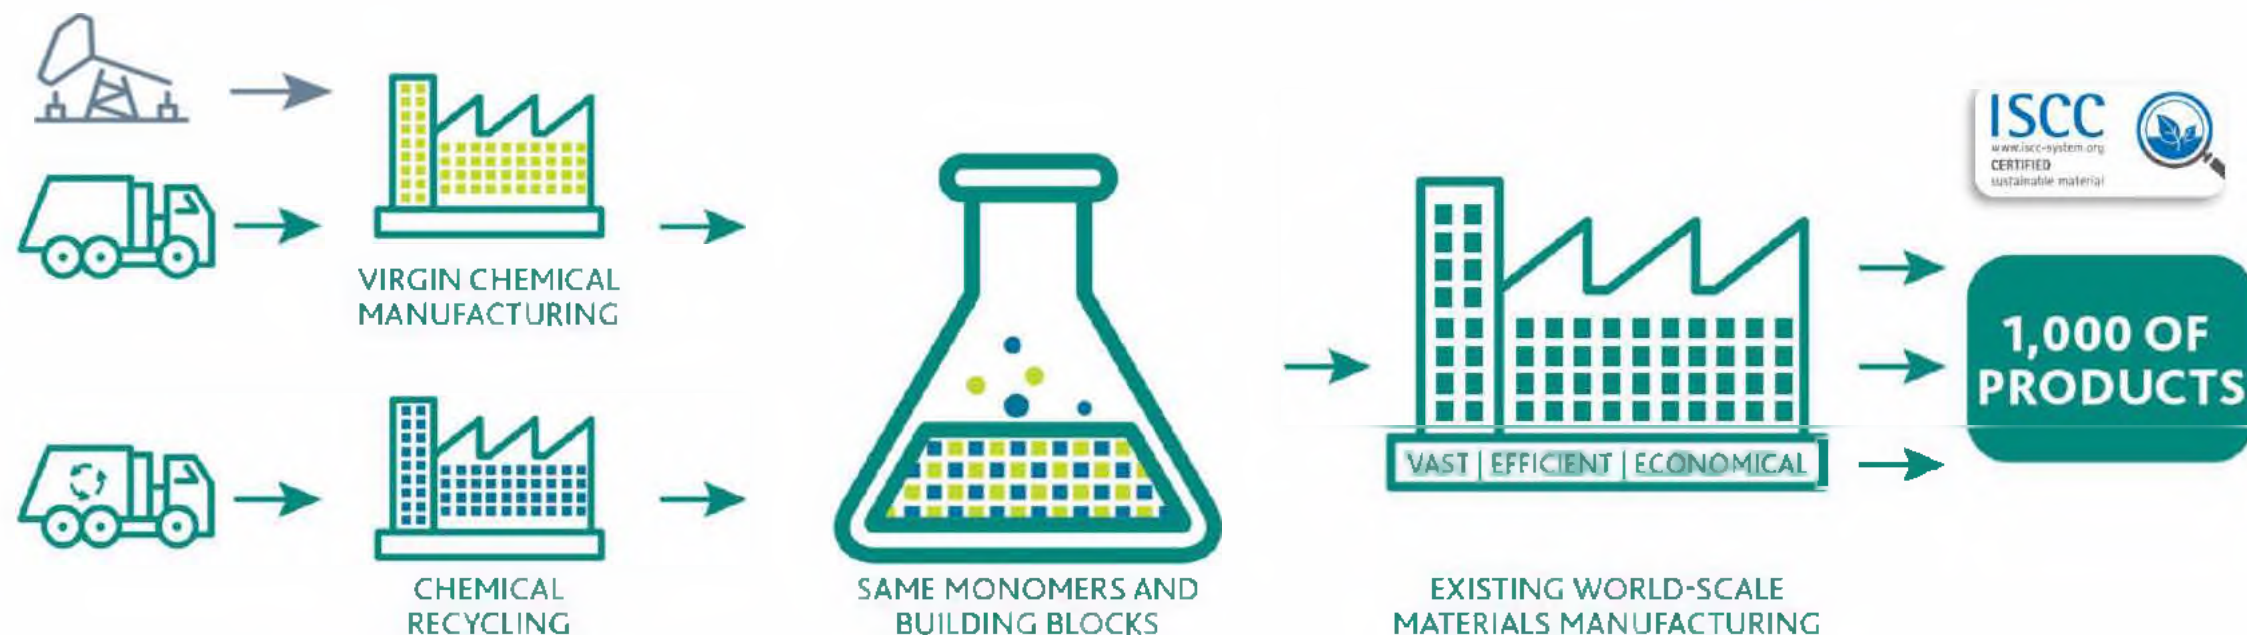 VIRGIN CHEMICAL
MANUFACTURING
CHEMICAL
RECYCLING
SAME MONOMERS AND
BUILDING BLOCKS
VAST | EFFICIENT | ECONOMICAL
EXISTING WORLD-SCALE
MATERIALS MANUFACTURING
ISCC
www.iscc-system.org
CERTIFIED
sustainable material
1,000 OF
PRODUCTS